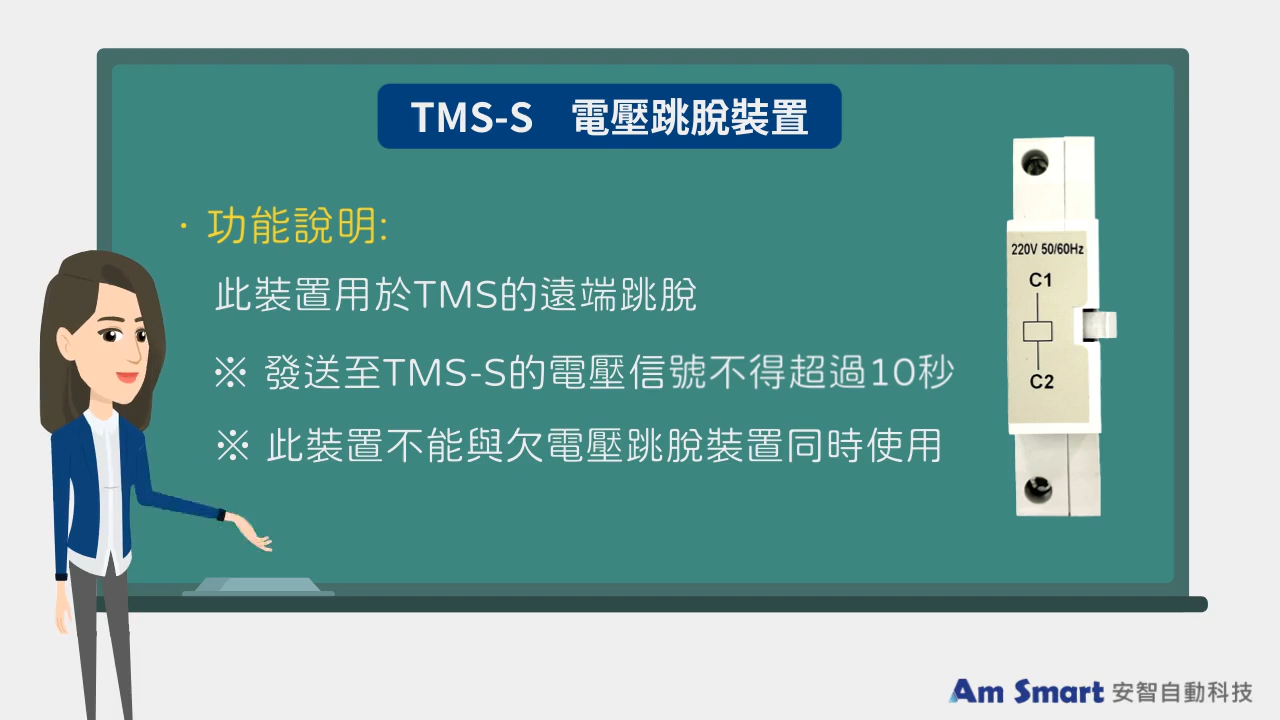 TMS-S 電壓跳脫裝置
· 功能說明:
此裝置用於TMS的遠端跳脫
※ 發送至TMS-S的電壓信號不得超過10秒
※ 此裝置不能與欠電壓跳脫裝置同時使用
220V 50/60Hz
C1
C2
Am Smart 安智自動科技